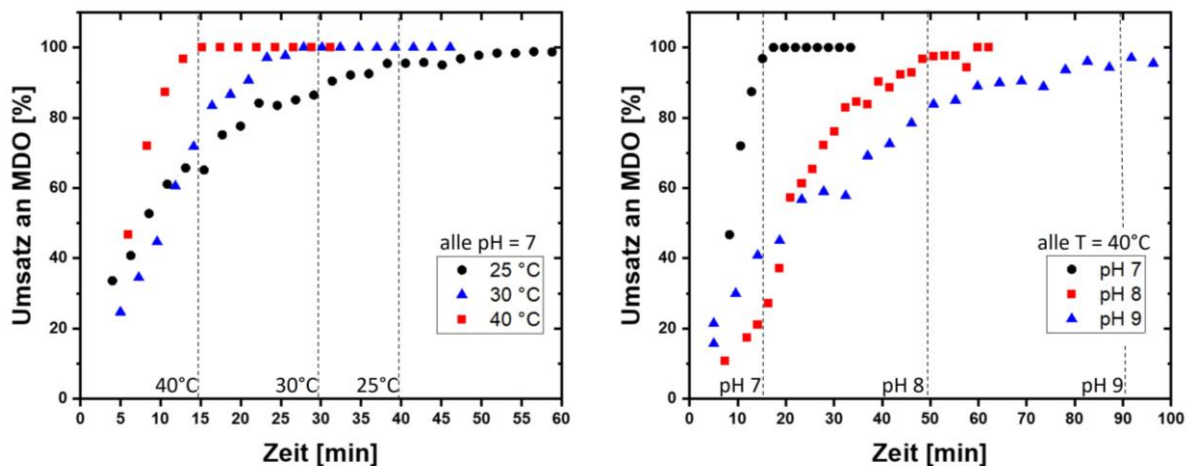 Umsatz an MDO [%]
100
80
60
40
20
0
alle pH = 7
25 °C
30 °C
40 °C
40°C
30°C
25°C
0 5 10 15 20 25 30 35 40 45 50 55 60
Zeit [min]
Umsatz an MDO [%]
100
80
60
40
20
0
alle T = 40°C
pH 7
pH 8
pH 9
pH 7
pH 8
pH 9
0 10 20 30 40 50 60 70 80 90 100
Zeit [min]